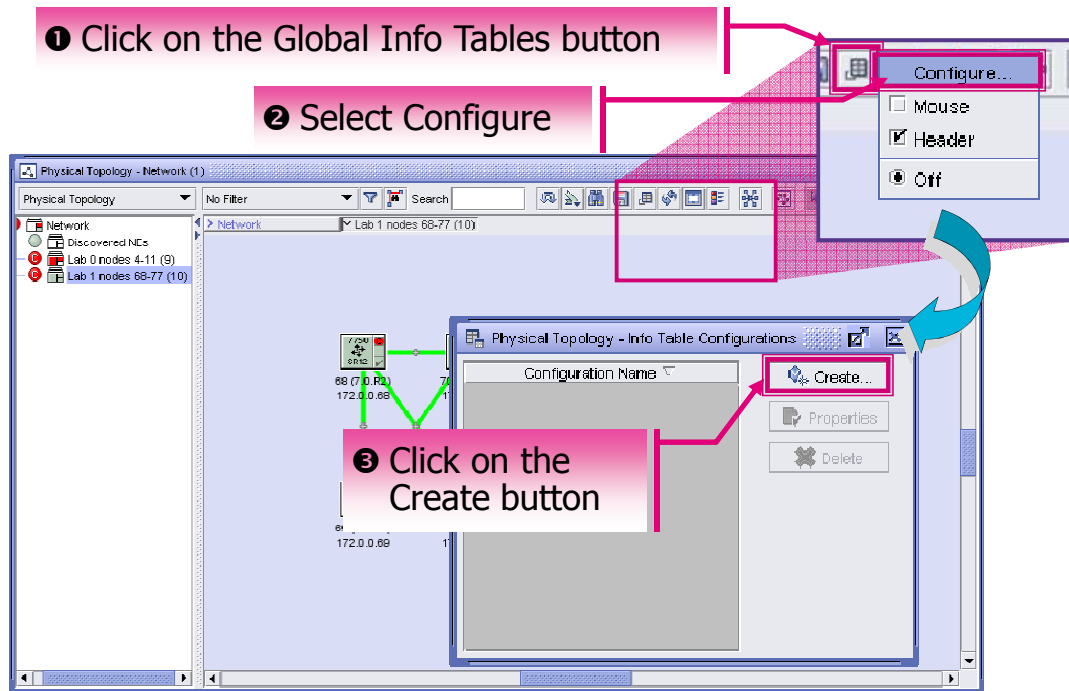 ❶ Click on the Global Info Tables button
❷ Select Configure
Configure...
Mouse
Header
Off
Physical Topology - Network (1)
Physical Topology
No Filter
Search
Network
Discovered NEs
Lab 0 nodes 4-11 (9)
Lab 1 nodes 68-77 (10)
> Network
Lab 1 nodes 68-77 (10)
7750
SR12
68 (7.0.R2)
172.0.0.68
Physical Topology - Info Table Configurations
Configuration Name
Create...
Properties
Delete
❸ Click on the
Create button
172.0.0.69